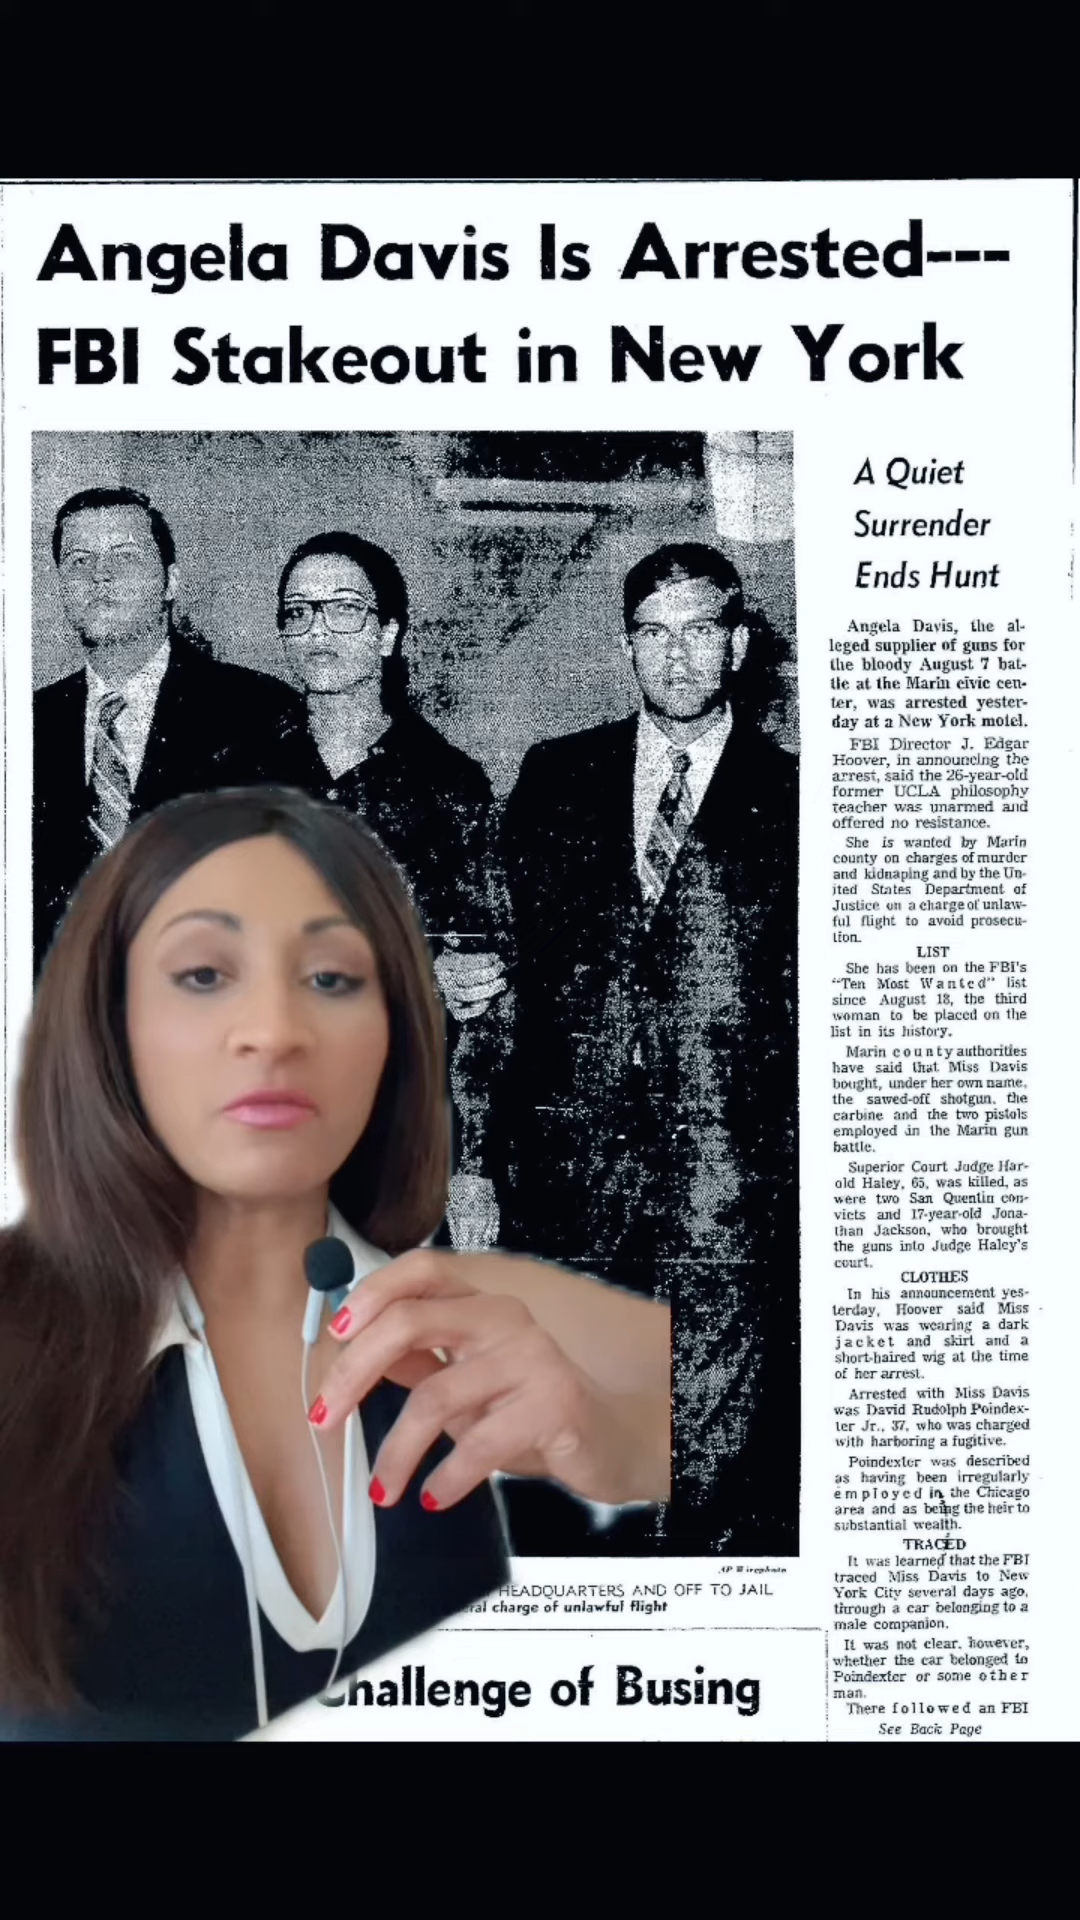 Angela Davis Is Arrested---
FBI Stakeout in New York
A Quiet
Surrender
Ends Hunt
Angela Davis, the al-
leged supplier of guns for
the bloody August 7 bat-
tle at the Marin civic cen-
ter, was arrested yester-
day at a New York motel.
FBI Director J. Edgar
Hoover, in announcing the
arrest, said the 26-year-old
former UCLA philosophy
teacher was unarmed and
offered no resistance.
She is wanted by Marin
county on charges of murder
and kidnaping and by the Un-
ited States Department of
Justice on a charge of unlaw-
ful flight to avoid prosecu-
tion.
LIST
She has been on the FBI's
"Ten Most Wanted" list
since August 18, the third
woman to be placed on the
list in its history.
Marin county authorities
have said that Miss Davis
bought, under her own name,
the sawed-off shotgun, the
carbine and the two pistols
employed in the Marin gun
battle.
Superior Court Judge Har-
old Haley, 65, was killed, as
were two San Quentin con-
victs and 17-year-old Jona-
than Jackson, who brought
the guns into Judge Haley's
court.
CLOTHES
In his announcement yes-
terday, Hoover said Miss
Davis was wearing a dark
jacket and skirt and a
short-haired wig at the time
of her arrest.
Arrested with Miss Davis
was David Rudolph Poindex-
ter Jr., 37, who was charged
with harboring a fugitive.
Poindexter was described
as having been irregularly
employed in the Chicago
area and as being the heir to
substantial wealth.
TRACED
It was learned that the FBI
traced Miss Davis to New
York City several days ago,
through a car belonging to a
male companion.
It was not clear, however,
whether the car belonged to
Poindexter or some other
man.
There followed an FBI
See Back Page
AP Wirephoto
HEADQUARTERS AND OFF TO JAIL
charge of unlawful flight
Challenge of Busing